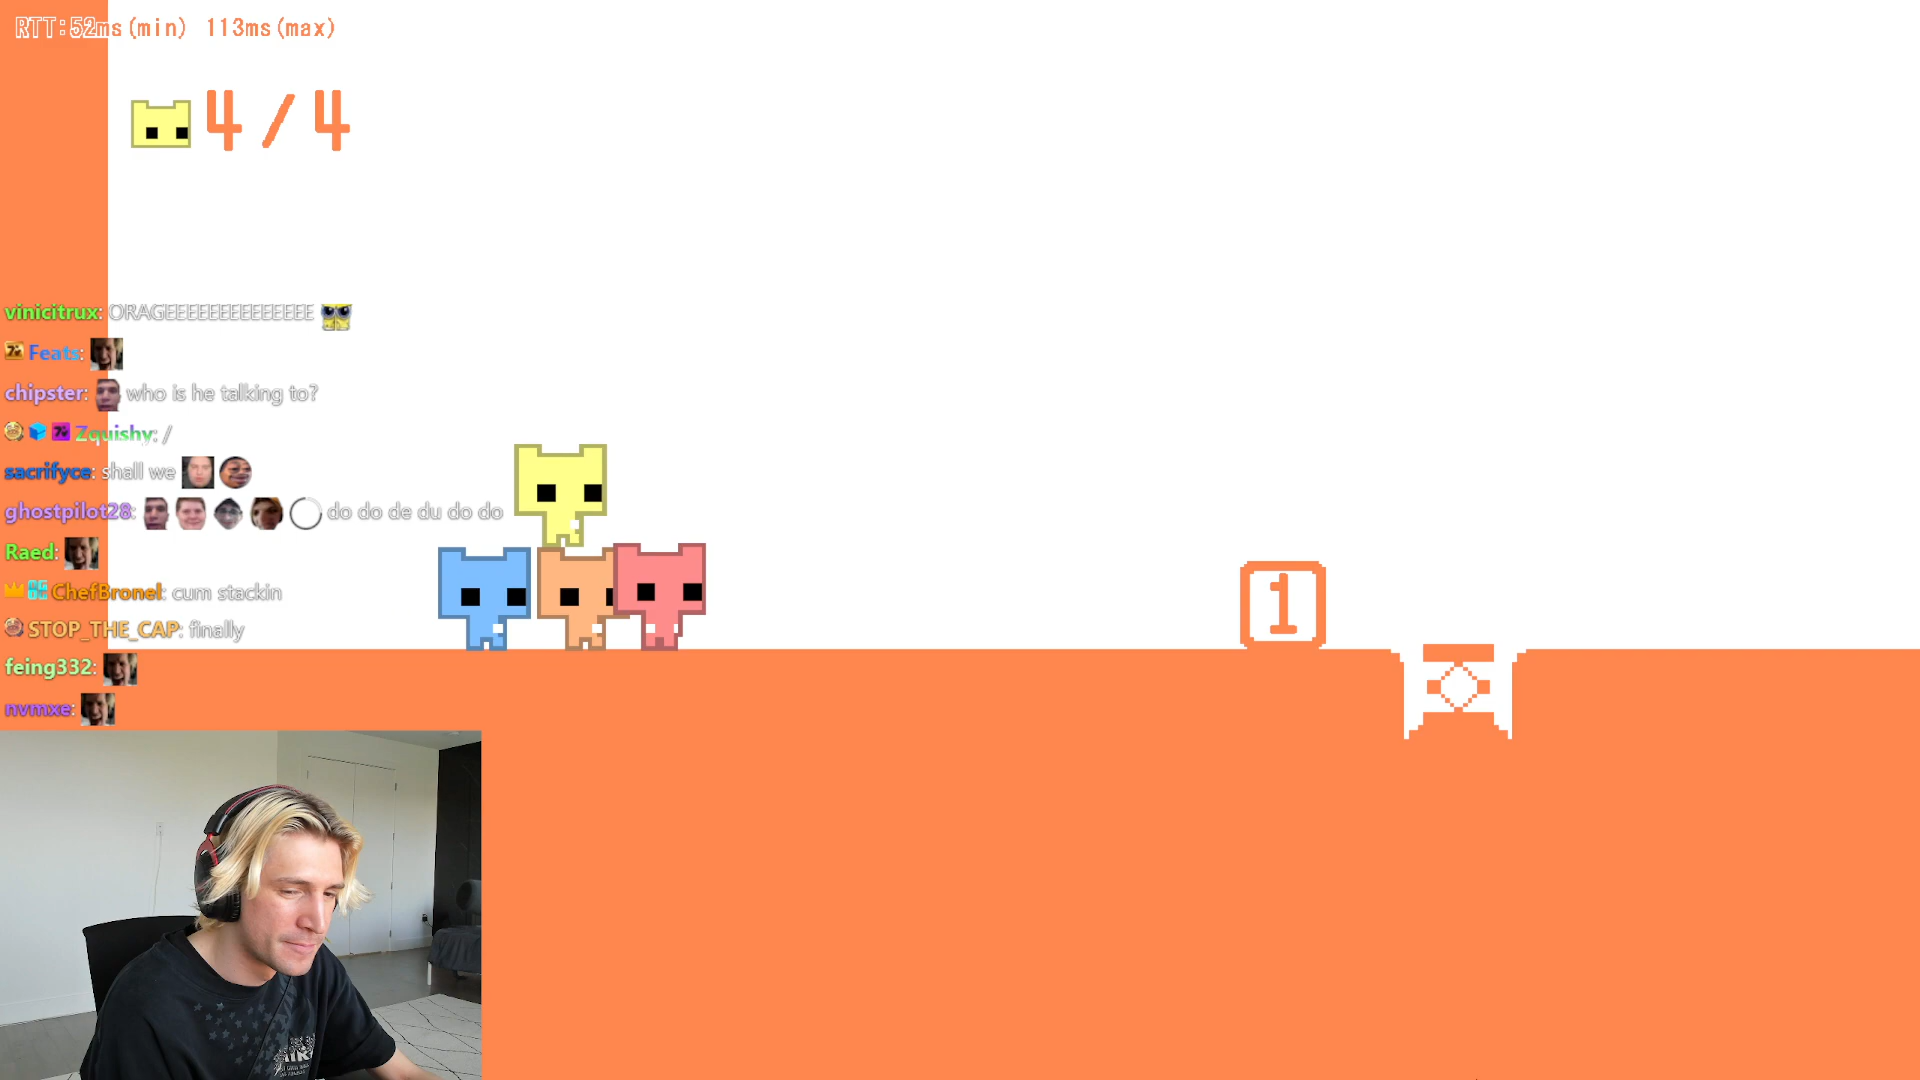 RTT:52ms(min) 113ms(max)
4/4
vinicitrux: ORAGEEEEEEEEEEEEEE
Feats:
chipster: who is he talking to?
Zquishy: /
sacrifyce: shall we
ghostpilot28: do do de du do do
Raed:
ChefBronel: cum stackin
STOP_THE_CAP: finally
feing332:
nvmxe:
1